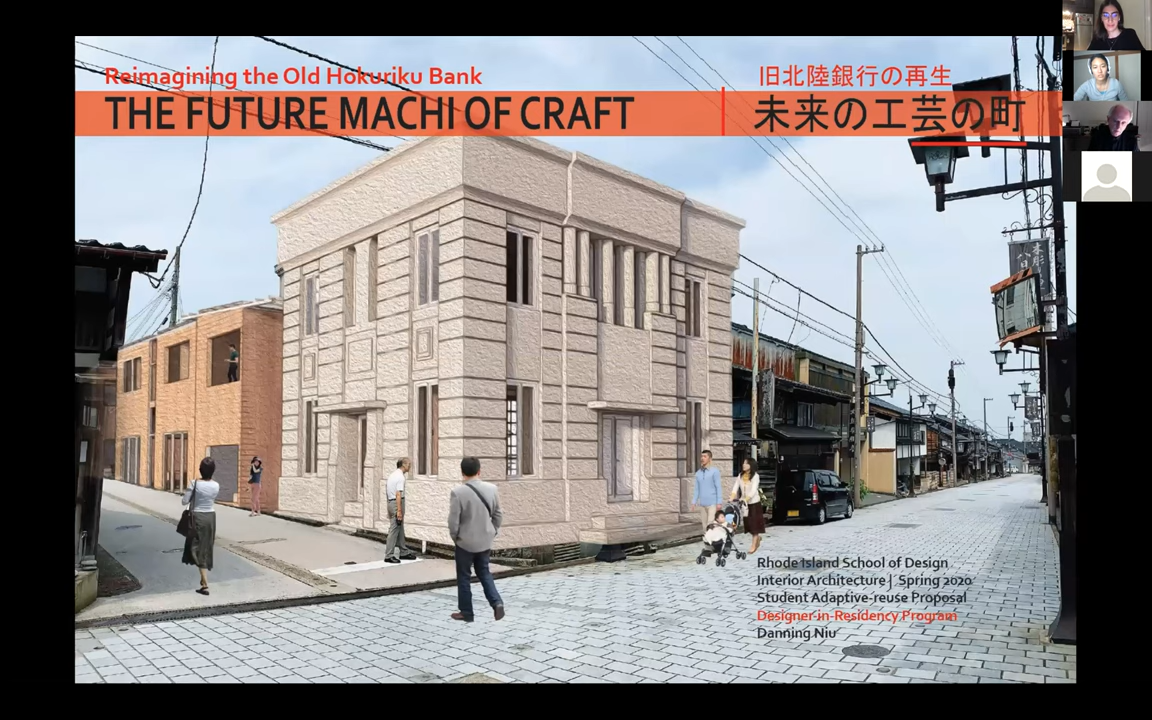 Reimagining the Old Hokuriku Bank
THE FUTURE MACHI OF CRAFT
旧北陸銀行の再生
未来の工芸の町
Rhode Island School of Design
Interior Architecture | Spring 2020
Student Adaptive-reuse Proposal
Designer-in-Residency Program
Danning Niu